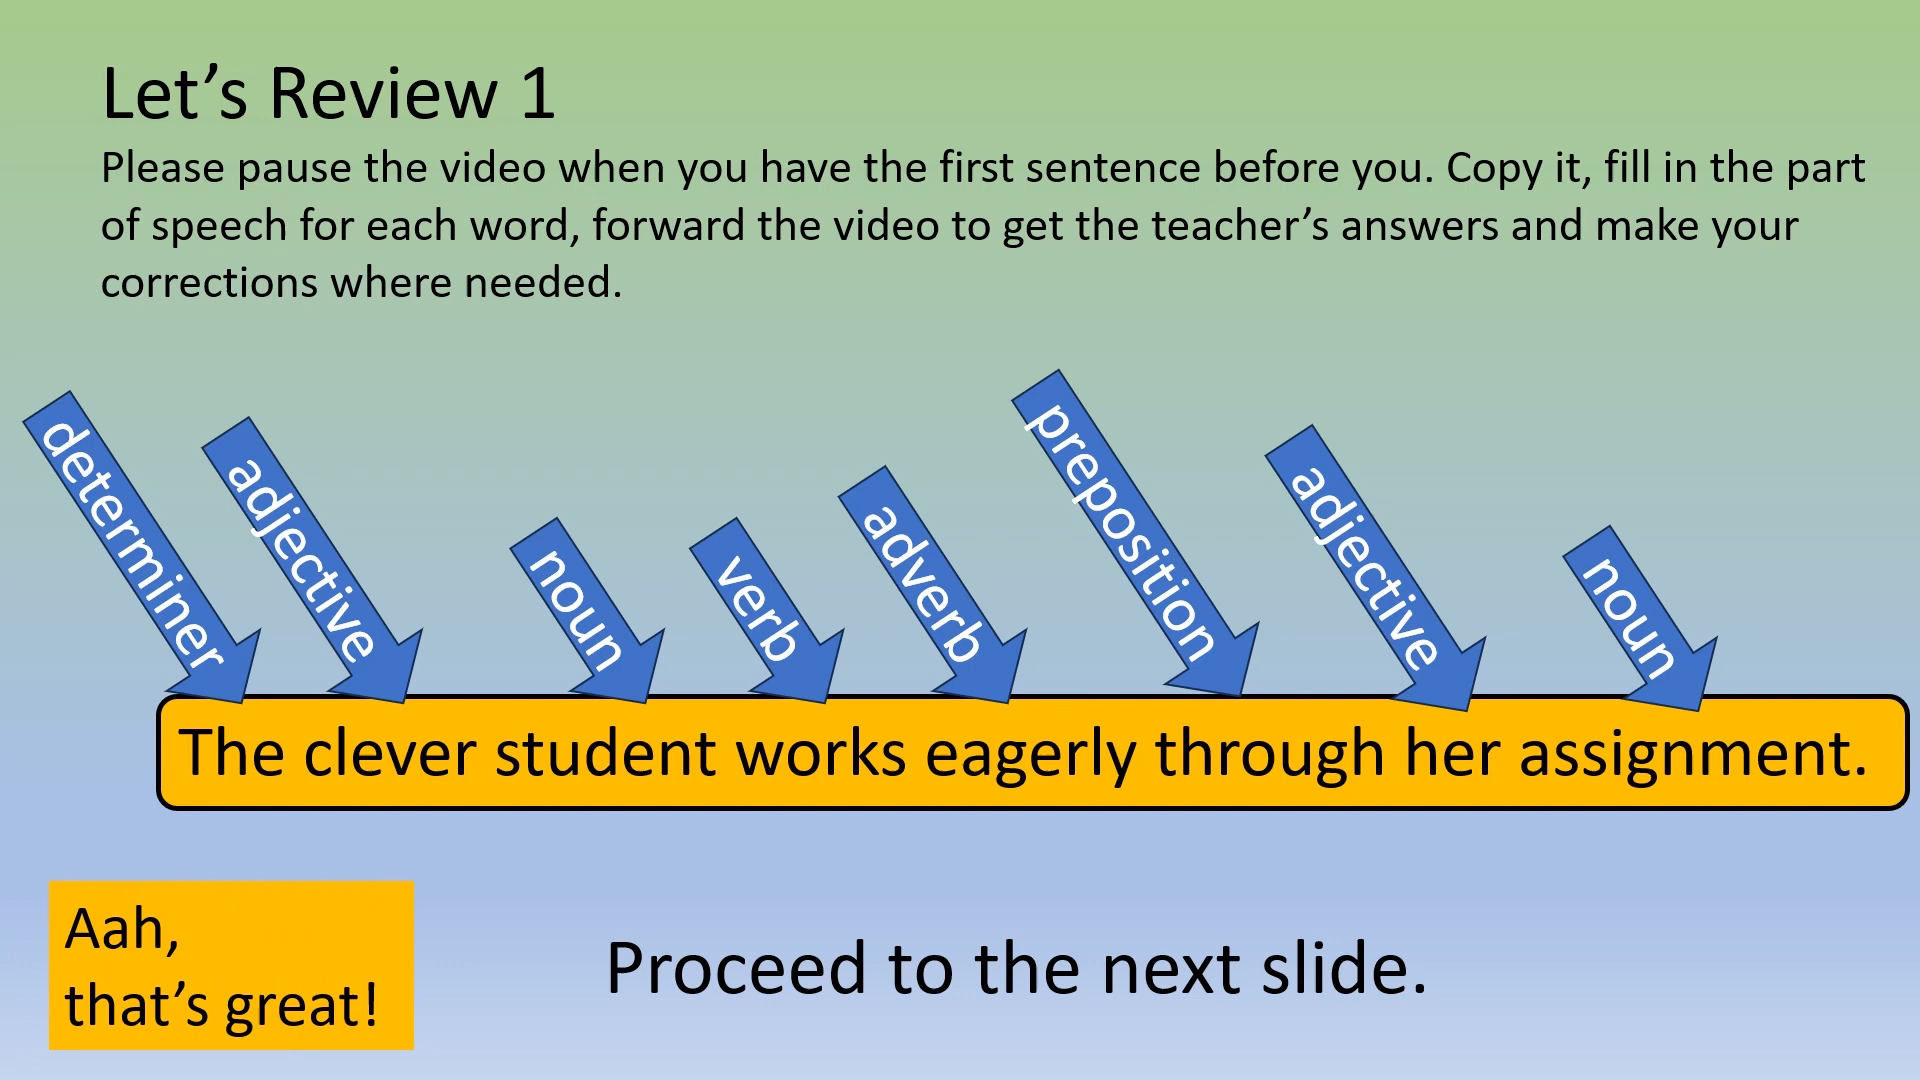 Let’s Review 1
Please pause the video when you have the first sentence before you. Copy it, fill in the part
of speech for each word, forward the video to get the teacher’s answers and make your
corrections where needed.
determiner
adjective
noun
verb
adverb
preposition
adjective
noun
The clever student works eagerly through her assignment.
Aah,
that’s great!
Proceed to the next slide.